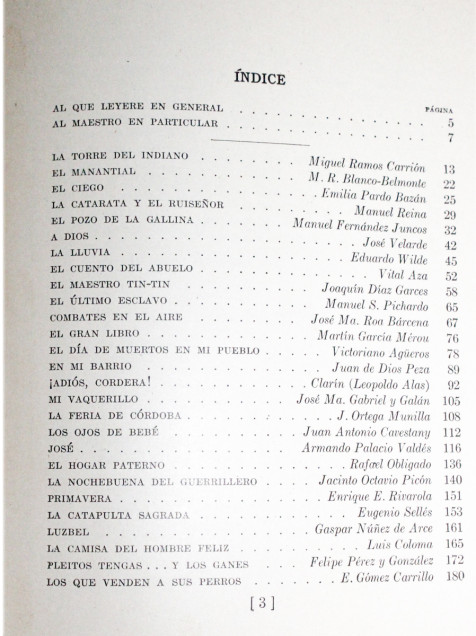 ÍNDICE
PÁGINA
AL QUE LEYERE EN GENERAL . . . . . . . . . . . 5
AL MAESTRO EN PARTICULAR . . . . . . . . . . . 7
LA TORRE DEL INDIANO . . . . . . Miguel Ramos Carrión 13
EL MANANTIAL . . . . . . . . M. R. Blanco-Belmonte 22
EL CIEGO . . . . . . . . . . Emilia Pardo Bazán 25
LA CATARATA Y EL RUISEÑOR . . . . . . Manuel Reina 29
EL POZO DE LA GALLINA . . . . . Manuel Fernández Juncos 32
A DIOS . . . . . . . . . . . . . José Velarde 42
LA LLUVIA . . . . . . . . . . . Eduardo Wilde 45
EL CUENTO DEL ABUELO . . . . . . . . . Vital Aza 52
EL MAESTRO TIN-TIN . . . . . . . Joaquín Díaz Garces 58
EL ÚLTIMO ESCLAVO . . . . . . . . Manuel S. Pichardo 65
COMBATES EN EL AIRE . . . . . . José Ma. Roa Bárcena 67
EL GRAN LIBRO . . . . . . . . . Martín García Mérou 76
EL DÍA DE MUERTOS EN MI PUEBLO . . . . Victoriano Agüeros 78
EN MI BARRIO . . . . . . . . . . Juan de Dios Peza 89
¡ADIÓS, CORDERA! . . . . . . . Clarín (Leopoldo Alas) 92
MI VAQUERILLO . . . . . . . . José Ma. Gabriel y Galán 105
LA FERIA DE CÓRDOBA . . . . . . . . J. Ortega Munilla 108
LOS OJOS DE BEBÉ . . . . . . . Juan Antonio Cavestany 112
JOSÉ . . . . . . . . . . . Armando Palacio Valdés 116
EL HOGAR PATERNO . . . . . . . . . Rafael Obligado 136
LA NOCHEBUENA DEL GUERRILLERO . . . Jacinto Octavio Picón 140
PRIMAVERA . . . . . . . . . . . Enrique E. Rivarola 151
LA CATAPULTA SAGRADA . . . . . . . . Eugenio Sellés 153
LUZBEL . . . . . . . . . . . Gaspar Núñez de Arce 161
LA CAMISA DEL HOMBRE FELIZ . . . . . . . Luis Coloma 165
PLEITOS TENGAS . . . Y LOS GANES . . . Felipe Pérez y González 172
LOS QUE VENDEN A SUS PERROS . . . . . E. Gómez Carrillo 180
[ 3 ]